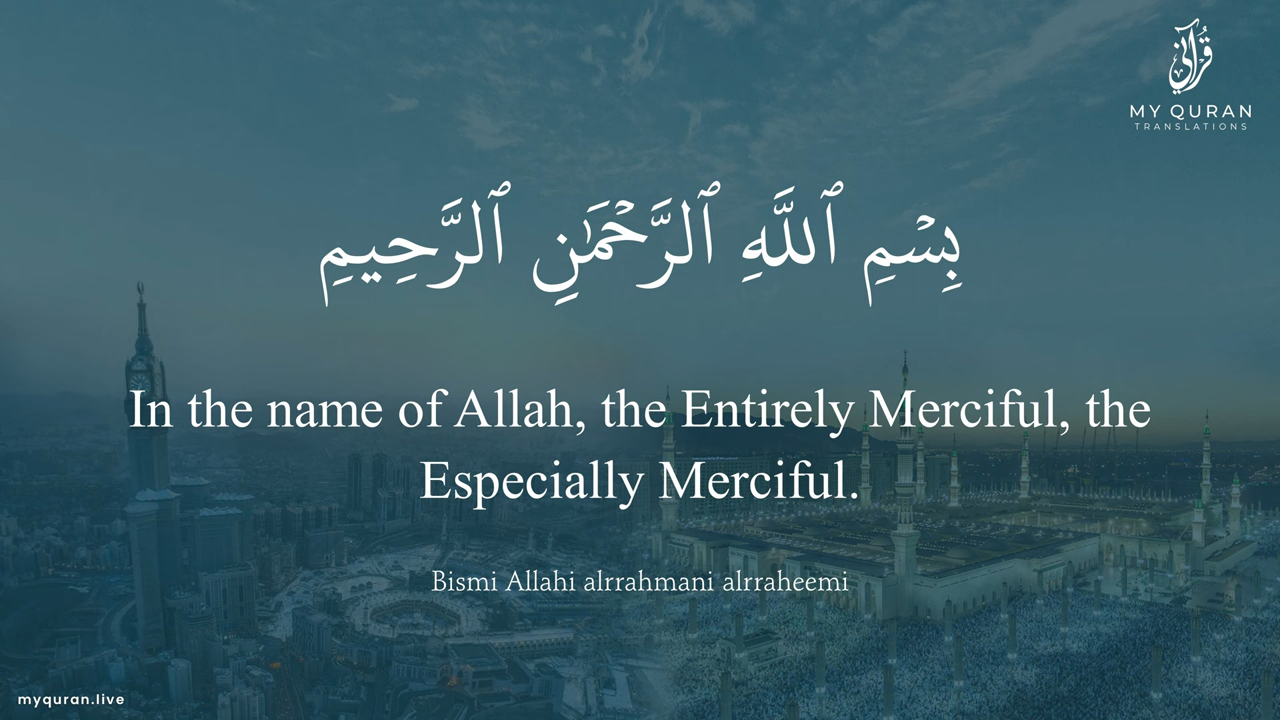 قرآني
MY QURAN
TRANSLATIONS
بِسْمِ ٱللَّهِ ٱلرَّحْمَٰنِ ٱلرَّحِيمِ
In the name of Allah, the Entirely Merciful, the
Especially Merciful.
Bismi Allahi alrrahmani alrraheemi
myquran.live